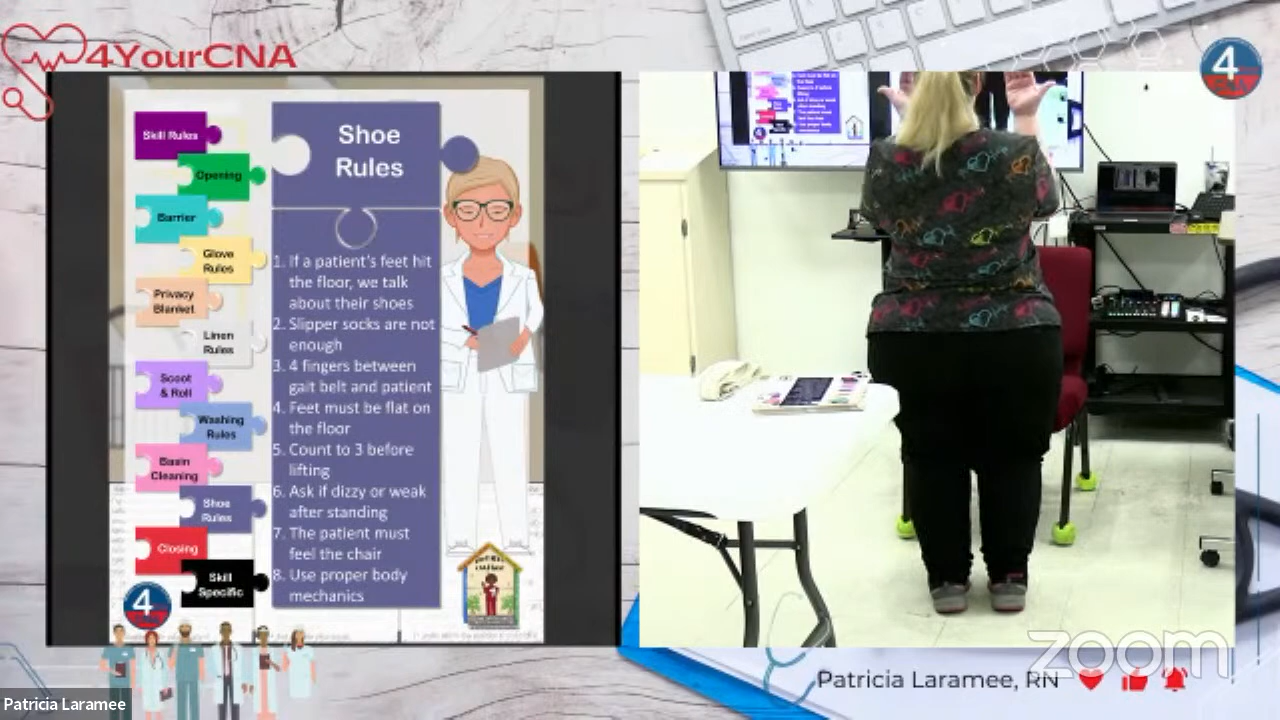 4YourCNA
4
Skill Rules
Opening
Barrier
Glove
Rules
Privacy
Blanket
Linen
Rules
Scoot
& Roll
Washing
Rules
Basin
Cleaning
Shoe
Rules
Closing
Skill
Specific
4
Shoe
Rules
1. If a patient's feet hit
the floor, we talk
about their shoes
2. Slipper socks are not
enough
3. 4 fingers between
gait belt and patient
4. Feet must be flat on
the floor
5. Count to 3 before
lifting
6. Ask if dizzy or weak
after standing
7. The patient must
feel the chair
8. Use proper body
mechanics
zoom
Patricia Laramee, RN
Patricia Laramee